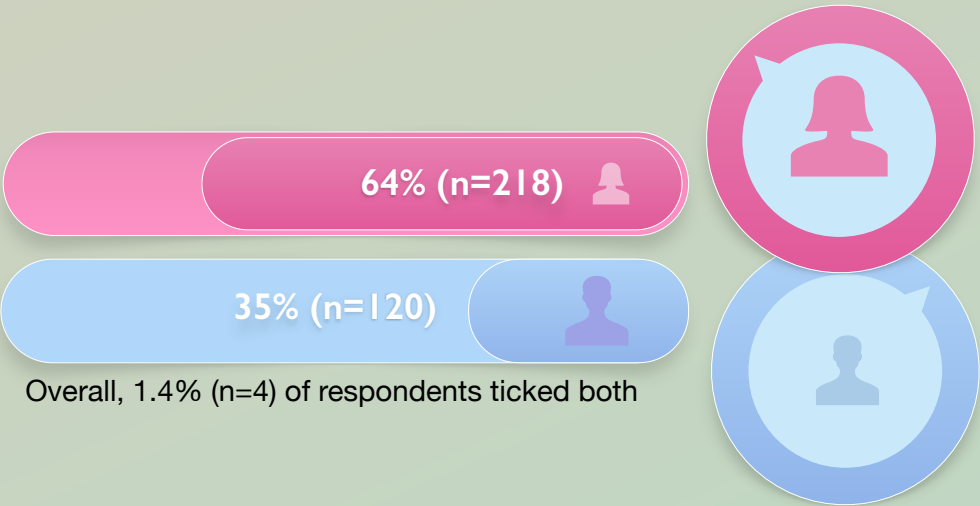 64% (n=218)
35% (n=120)
Overall, 1.4% (n=4) of respondents ticked both